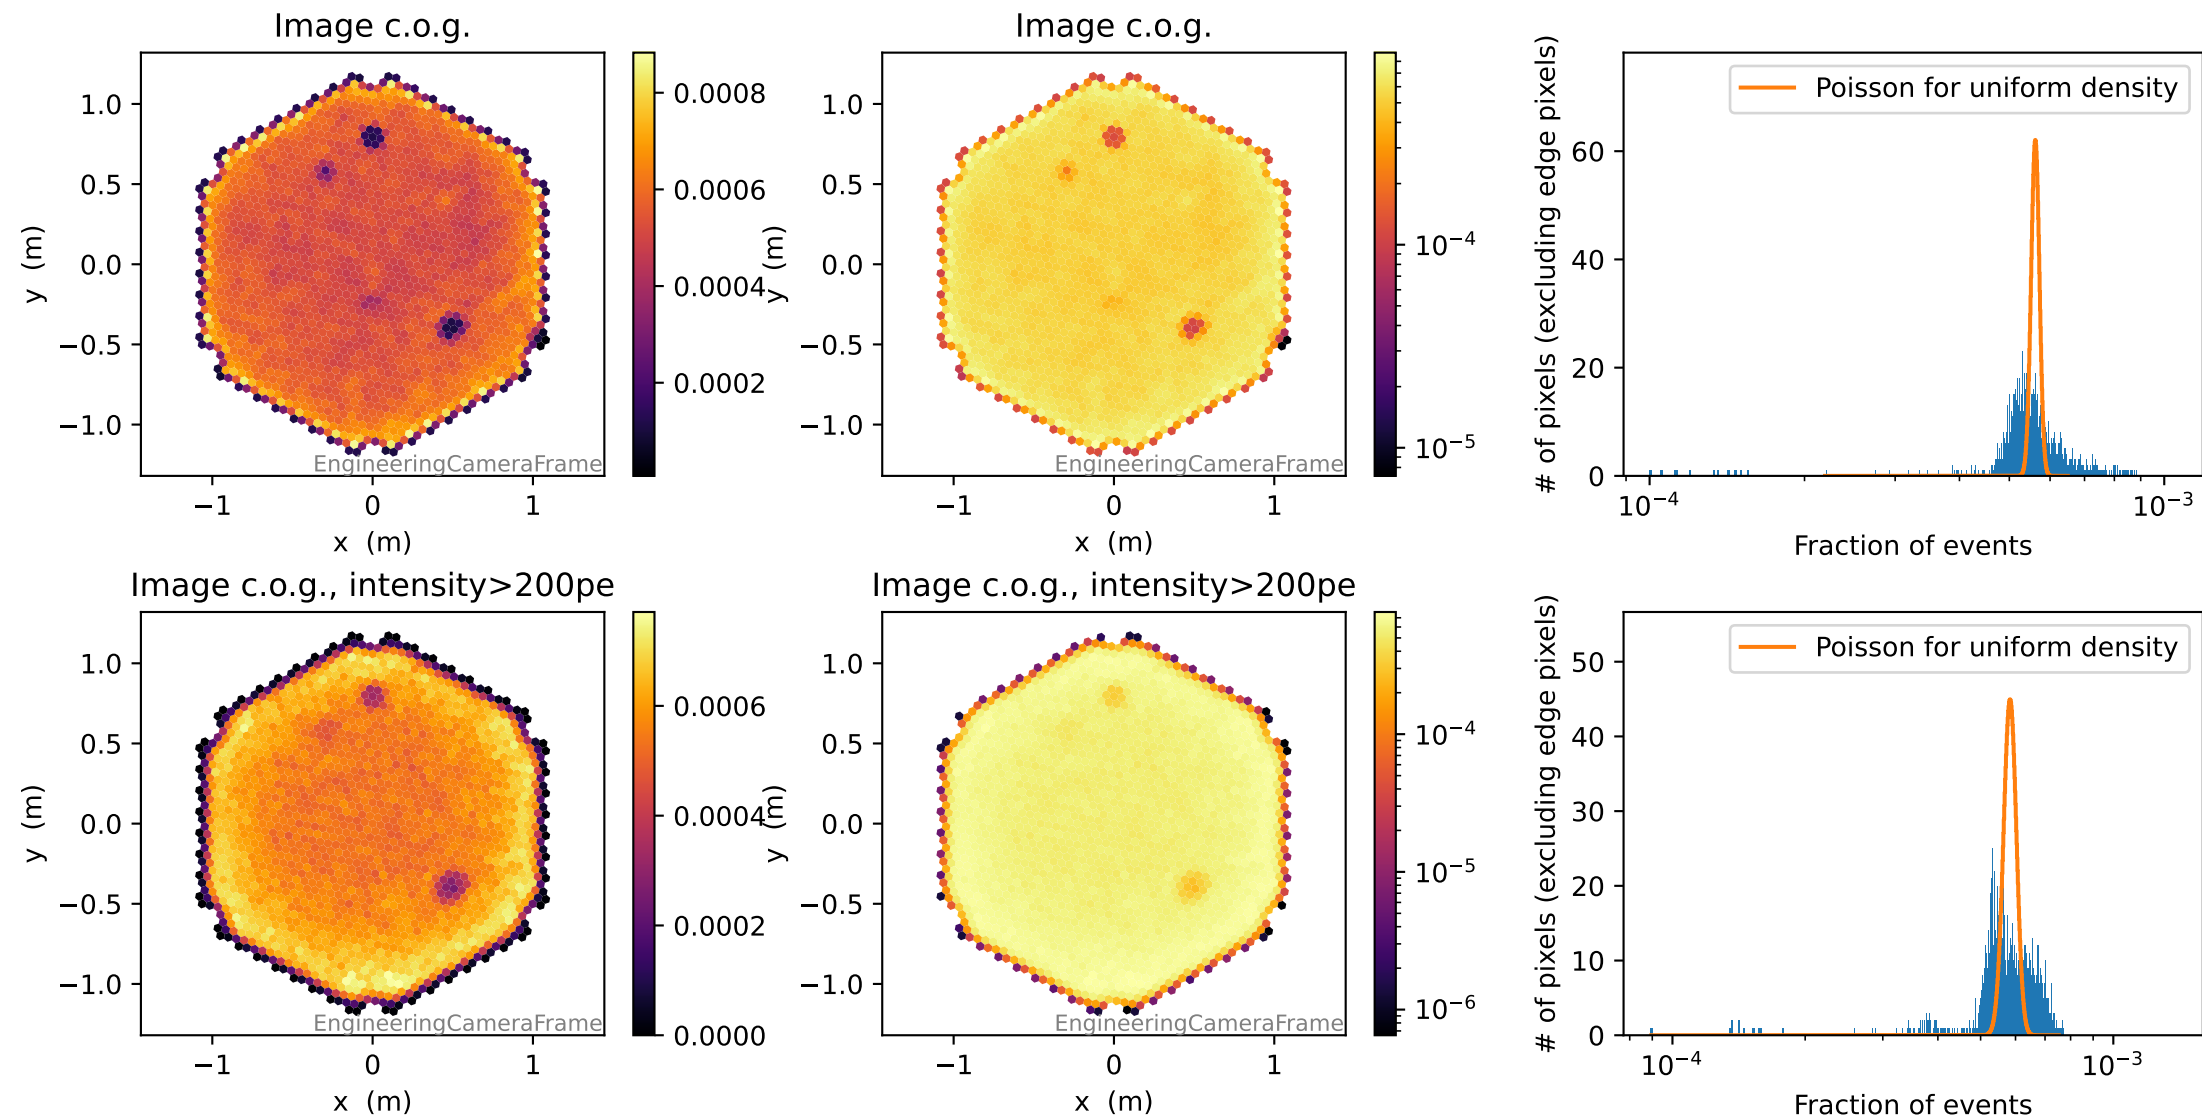 Image c.o.g.
y (m)
1.0
0.5
0.0
−0.5
−1.0
EngineeringCameraFrame
−1
0
1
x (m)
0.0008
0.0006
0.0004
0.0002
Image c.o.g.
y (m)
1.0
0.5
0.0
−0.5
−1.0
EngineeringCameraFrame
−1
0
1
x (m)
10−4
10−5
# of pixels (excluding edge pixels)
60
40
20
0
Poisson for uniform density
10−4
10−3
Fraction of events
Image c.o.g., intensity>200pe
y (m)
1.0
0.5
0.0
−0.5
−1.0
EngineeringCameraFrame
−1
0
1
x (m)
0.0006
0.0004
0.0002
0.0000
Image c.o.g., intensity>200pe
y (m)
1.0
0.5
0.0
−0.5
−1.0
EngineeringCameraFrame
−1
0
1
x (m)
10−4
10−5
10−6
# of pixels (excluding edge pixels)
50
40
30
20
10
0
Poisson for uniform density
10−4
10−3
Fraction of events